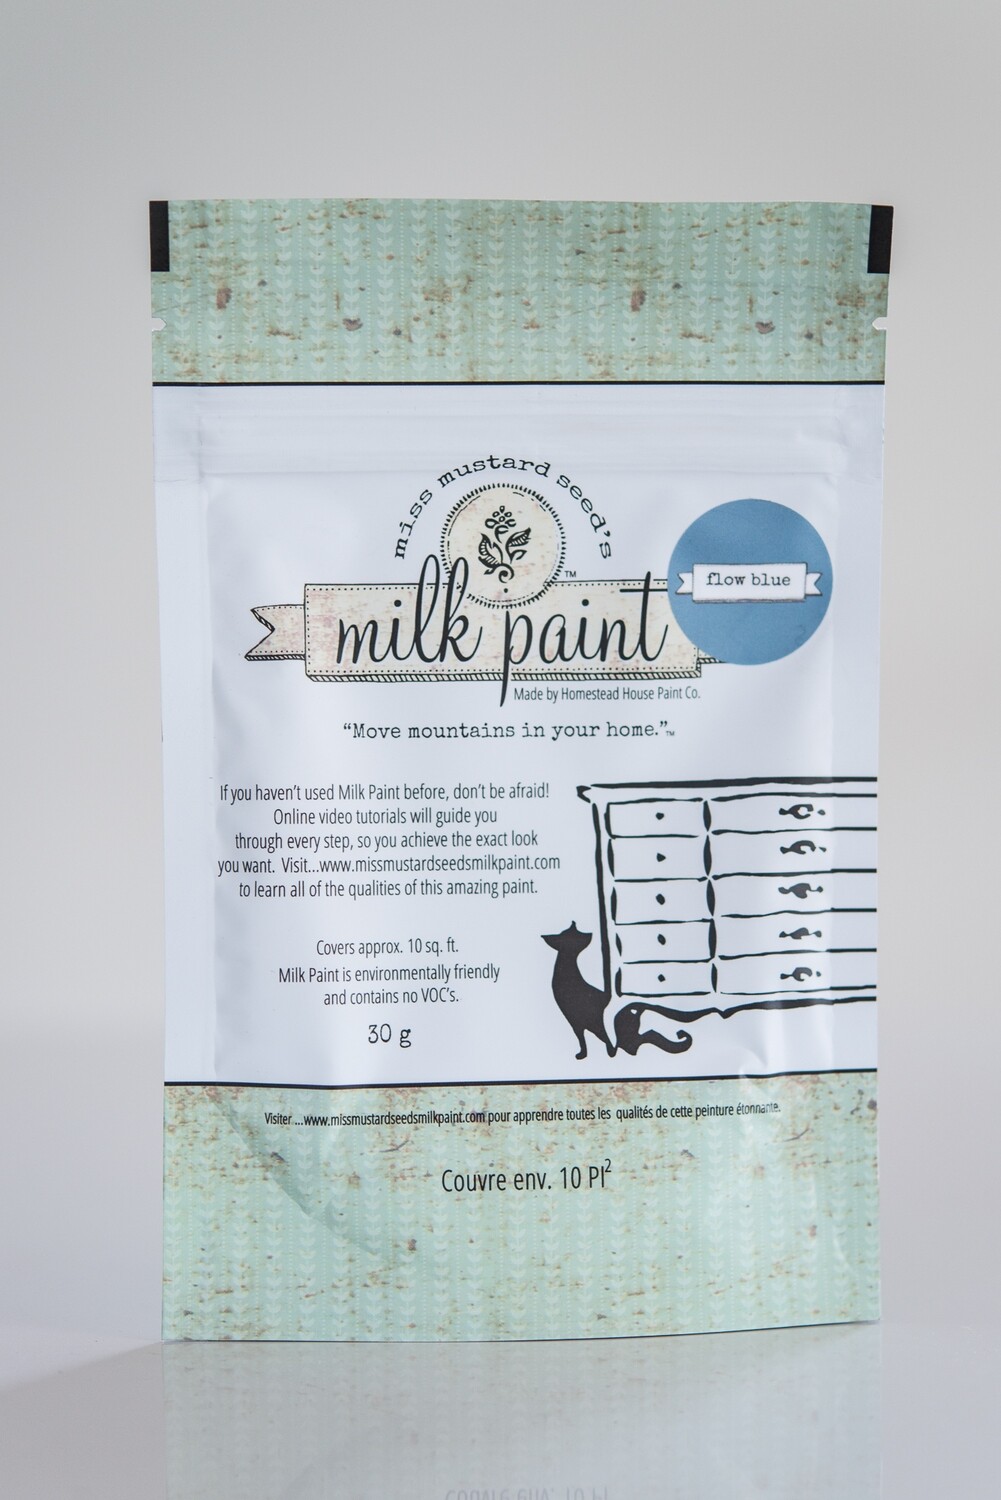 miss mustard seed's
milk paint
TM
flow blue
Made by Homestead House Paint Co.
“Move mountains in your home.”TM
If you haven't used Milk Paint before, don't be afraid!
Online video tutorials will guide you
through every step, so you achieve the exact look
you want. Visit...www.missmustardseedsmilkpaint.com
to learn all of the qualities of this amazing paint.
Covers approx. 10 sq. ft.
Milk Paint is environmentally friendly
and contains no VOC's.
30 g
Visiter ...www.missmustardseedsmilkpaint.com pour apprendre toutes les qualités de cette peinture étonnante.
Couvre env. 10 PI²